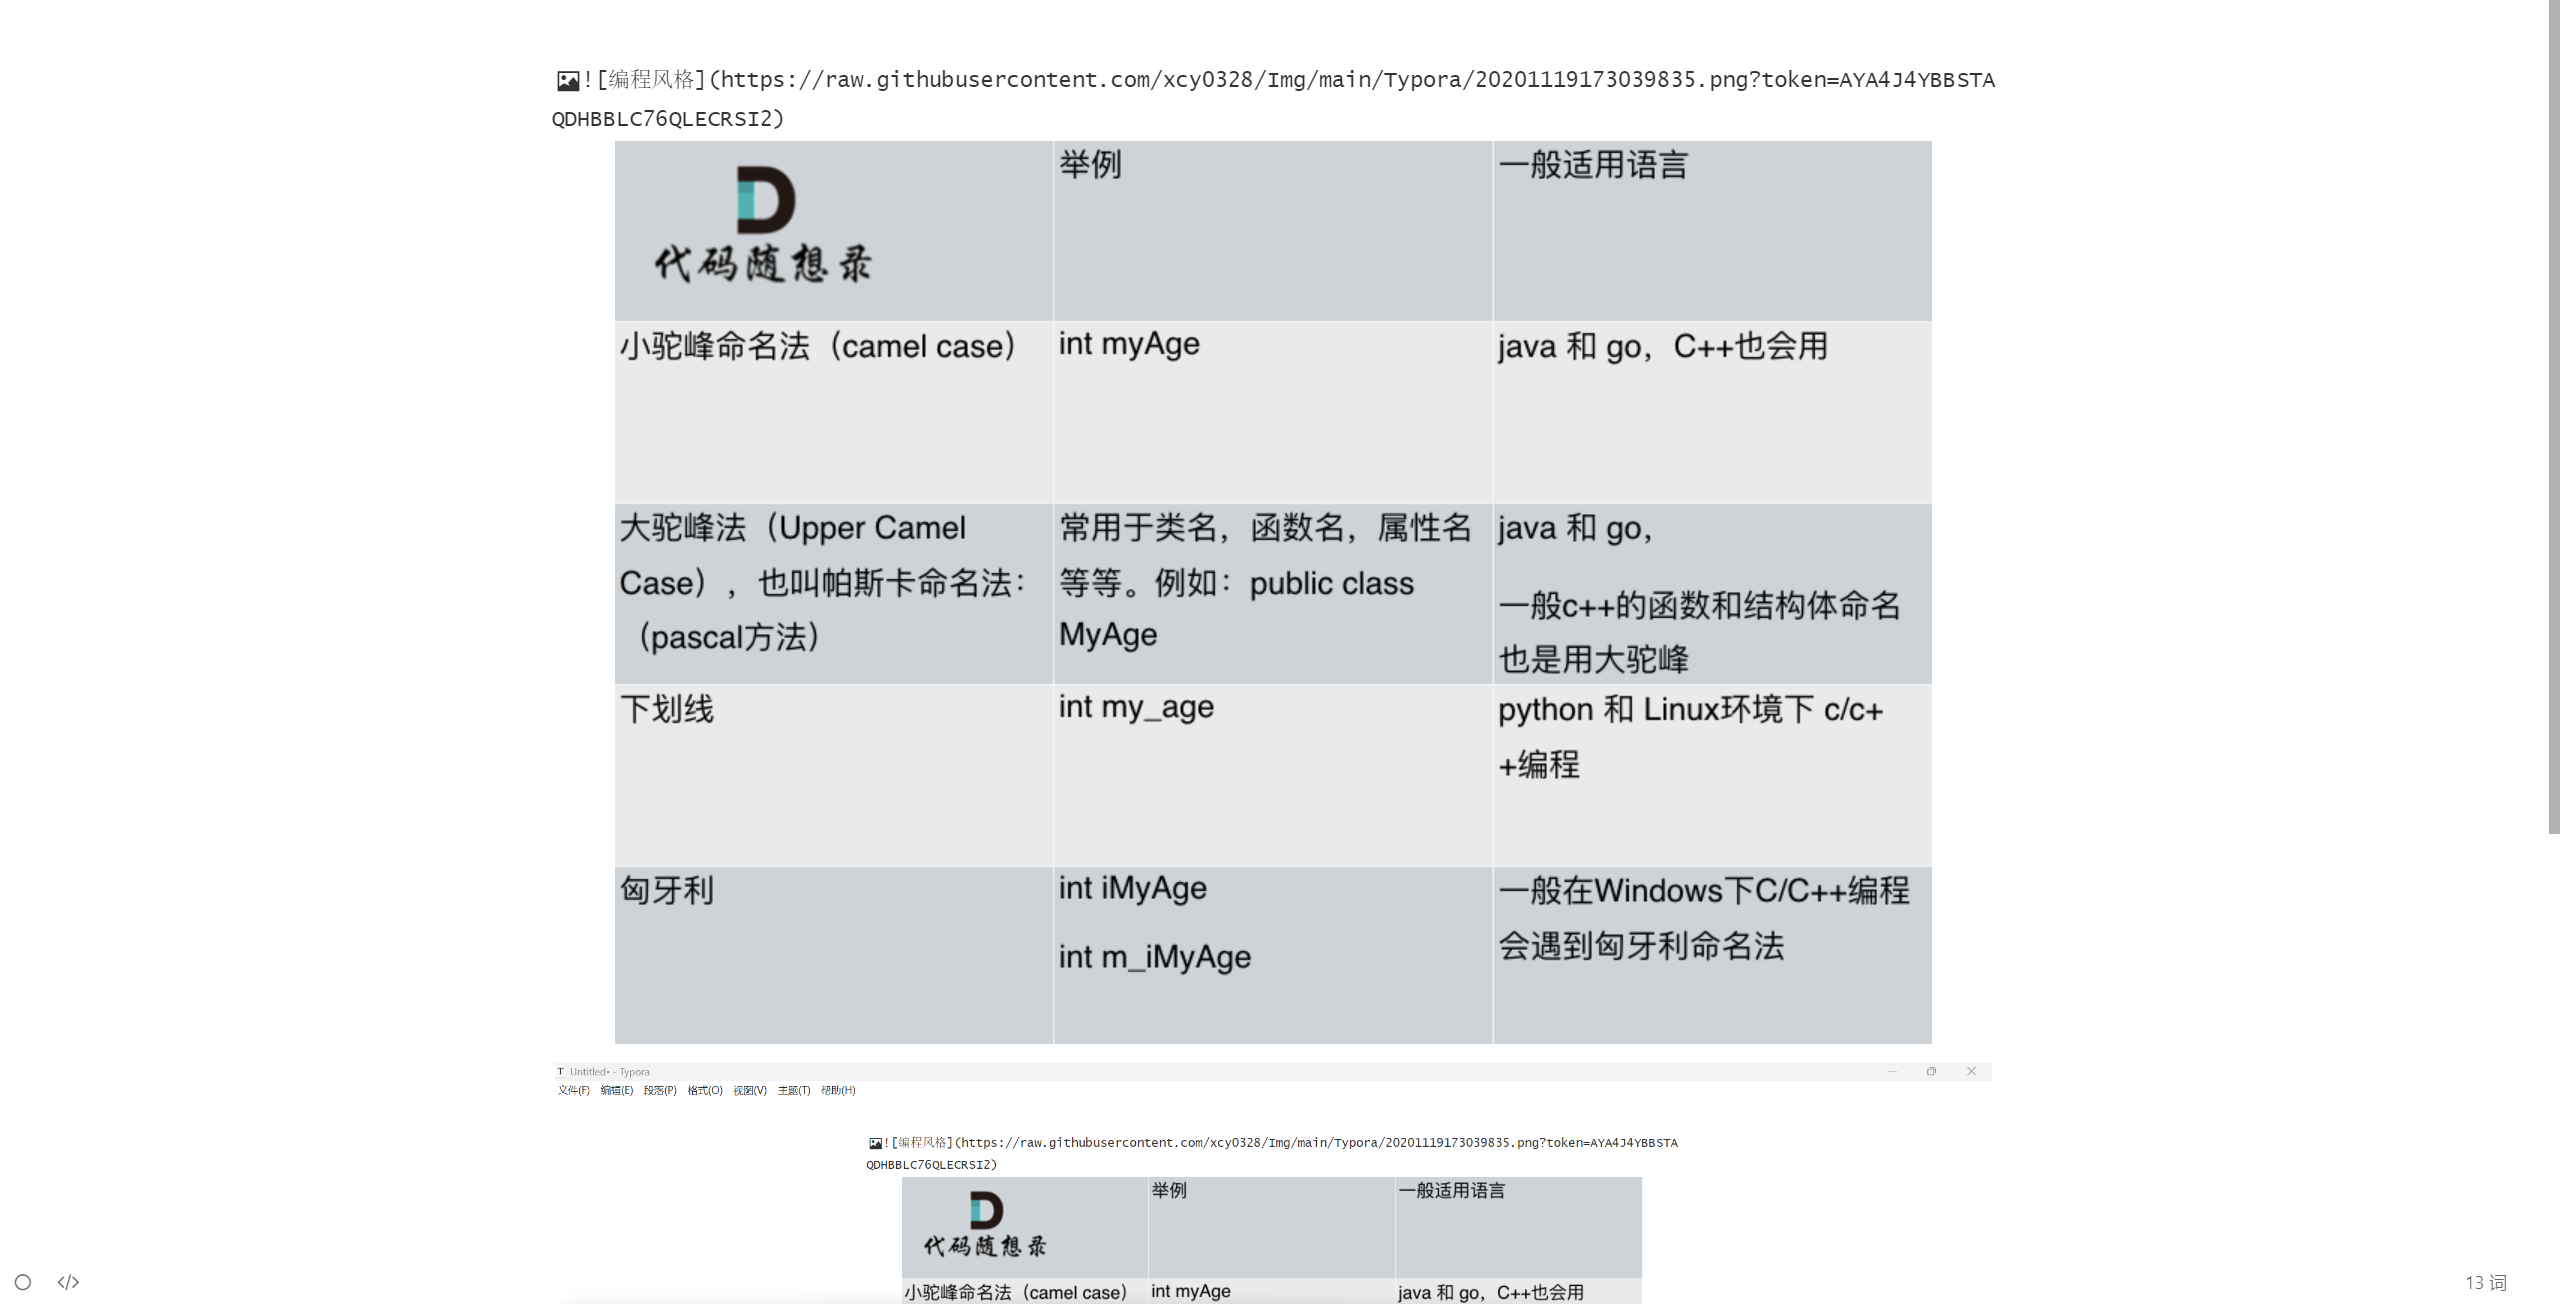 ![编程风格](https://raw.githubusercontent.com/xcy0328/Img/main/Typora/20201119173039835.png?token=AYA4J4YBBSTA
QDHBBLC76QLECRSI2)
代码随想录
举例
一般适用语言
小驼峰命名法（camel case）
int myAge
java 和 go，C++也会用
大驼峰法（Upper Camel
Case），也叫帕斯卡命名法：
（pascal方法）
常用于类名，函数名，属性名
等等。例如：public class
MyAge
java 和 go，
一般c++的函数和结构体命名
也是用大驼峰
下划线
int my_age
python 和 Linux环境下 c/c+
+编程
匈牙利
int iMyAge
int m_iMyAge
一般在Windows下C/C++编程
会遇到匈牙利命名法
Untitled• - Typora
文件(F) 编辑(E) 段落(P) 格式(O) 视图(V) 主题(T) 帮助(H)
![编程风格](https://raw.githubusercontent.com/xcy0328/Img/main/Typora/20201119173039835.png?token=AYA4J4YBBSTA
QDHBBLC76QLECRSI2)
代码随想录
举例
一般适用语言
小驼峰命名法（camel case）
int myAge
java 和 go，C++也会用
</>
13 词